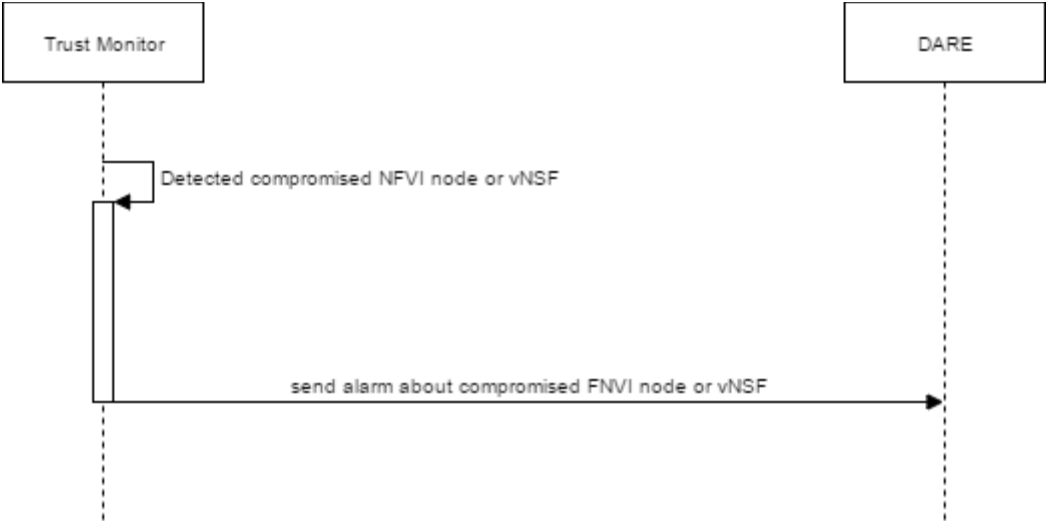 Trust Monitor
DARE
Detected compromised NFVI node or vNSF
send alarm about compromised FNVI node or vNSF